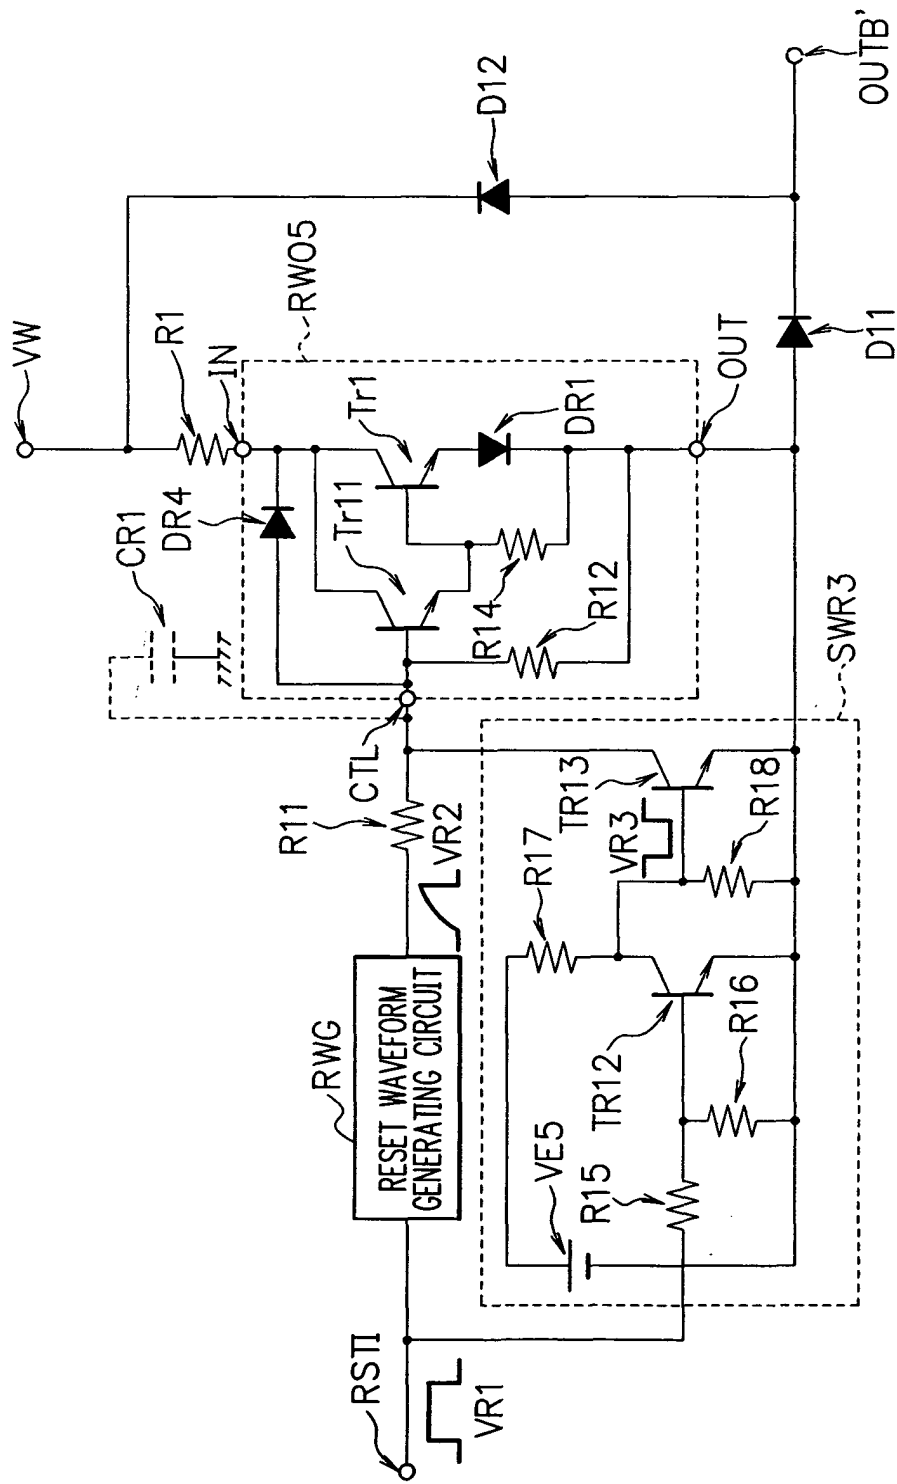 VW
R1
IN
D12
RW05
CR1
DR4
Tr1
Tr11
DR1
R14
R12
OUT
D11
OUTB'
CTL
R11
VR2
RWG
RESET WAVEFORM
GENERATING CIRCUIT
RSTI
VR1
SWR3
TR13
VR3
R18
R17
TR12
R16
VE5
R15